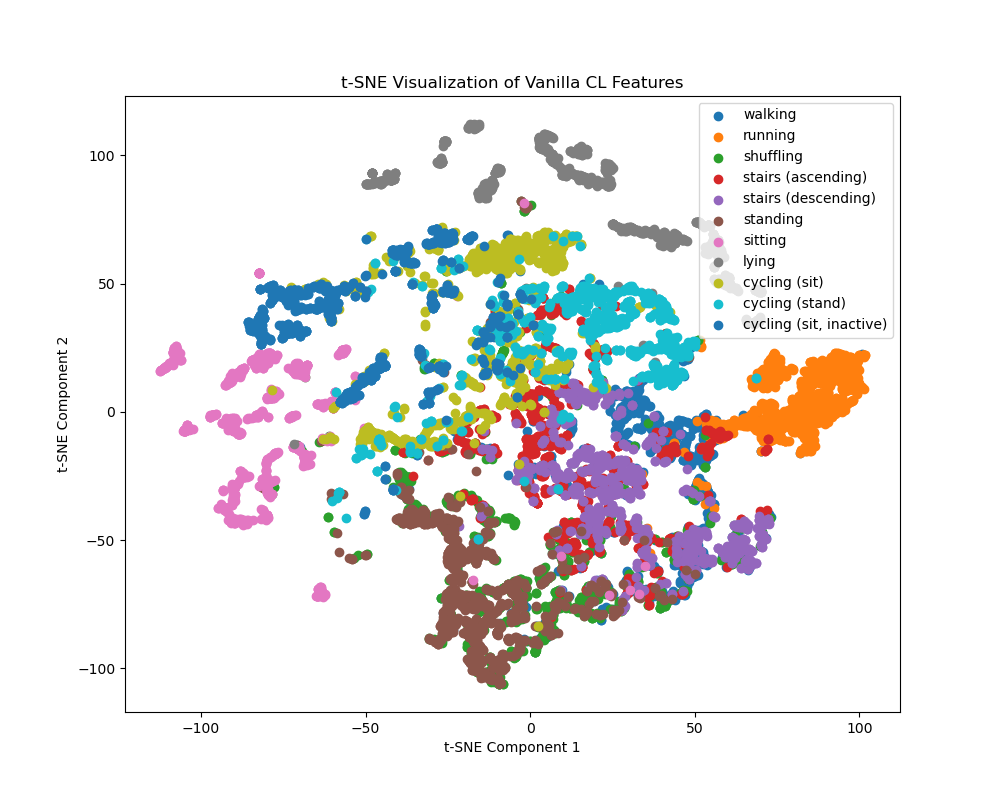 t-SNE Visualization of Vanilla CL Features
walking
running
shuffling
stairs (ascending)
stairs (descending)
standing
sitting
lying
cycling (sit)
cycling (stand)
cycling (sit, inactive)
100
50
0
−50
−100
t-SNE Component 2
−100
−50
0
50
100
t-SNE Component 1